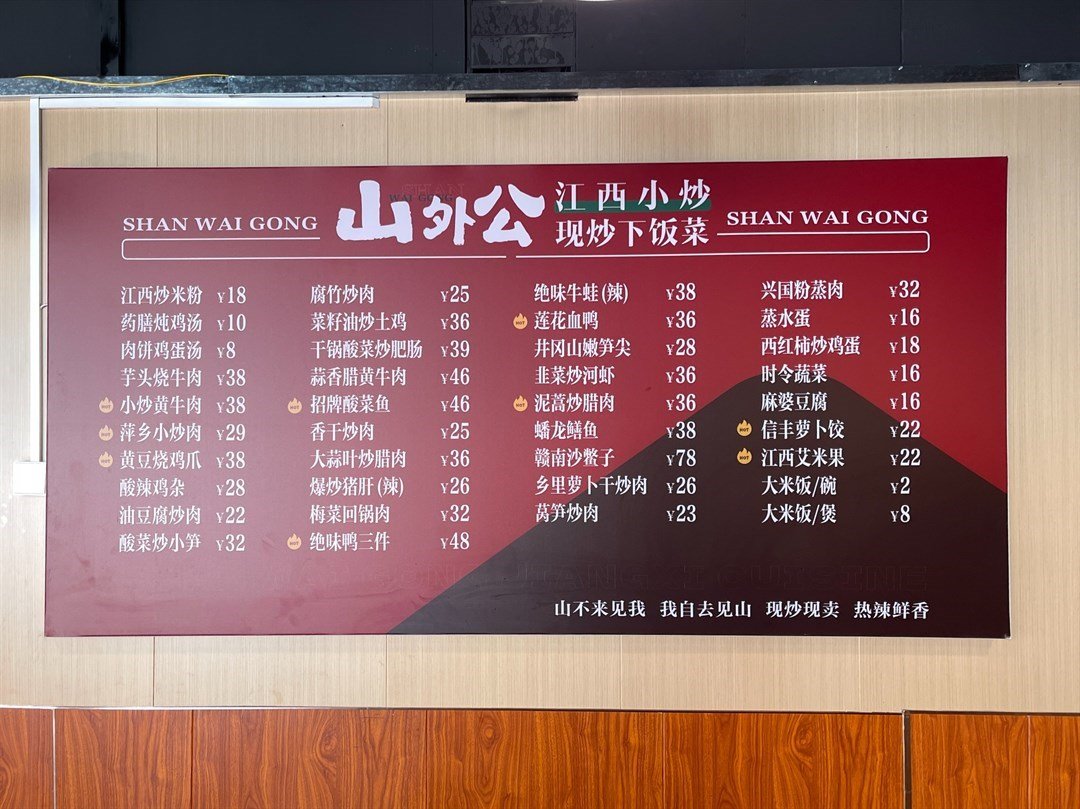 SHAN WAI GONG
山外公
江西小炒
现炒下饭菜
SHAN WAI GONG
江西炒米粉 ¥18
药膳炖鸡汤 ¥10
肉饼鸡蛋汤 ¥8
芋头烧牛肉 ¥38
HOT 小炒黄牛肉 ¥38
HOT 萍乡小炒肉 ¥29
HOT 黄豆烧鸡爪 ¥38
酸辣鸡杂 ¥28
油豆腐炒肉 ¥22
酸菜炒小笋 ¥32
腐竹炒肉 ¥25
菜籽油炒土鸡 ¥36
干锅酸菜炒肥肠 ¥39
蒜香腊黄牛肉 ¥46
HOT 招牌酸菜鱼 ¥46
香干炒肉 ¥25
大蒜叶炒腊肉 ¥36
爆炒猪肝(辣) ¥26
梅菜回锅肉 ¥32
HOT 绝味鸭三件 ¥48
绝味牛蛙(辣) ¥38
HOT 莲花血鸭 ¥36
井冈山嫩笋尖 ¥28
韭菜炒河虾 ¥36
HOT 泥蒿炒腊肉 ¥36
蟠龙鳝鱼 ¥38
赣南沙鳖子 ¥78
乡里萝卜干炒肉 ¥26
莴笋炒肉 ¥23
兴国粉蒸肉 ¥32
蒸水蛋 ¥16
西红柿炒鸡蛋 ¥18
时令蔬菜 ¥16
麻婆豆腐 ¥16
HOT 信丰萝卜饺 ¥22
HOT 江西艾米果 ¥22
大米饭/碗 ¥2
大米饭/煲 ¥8
山不来见我 我自去见山 现炒现卖 热辣鲜香